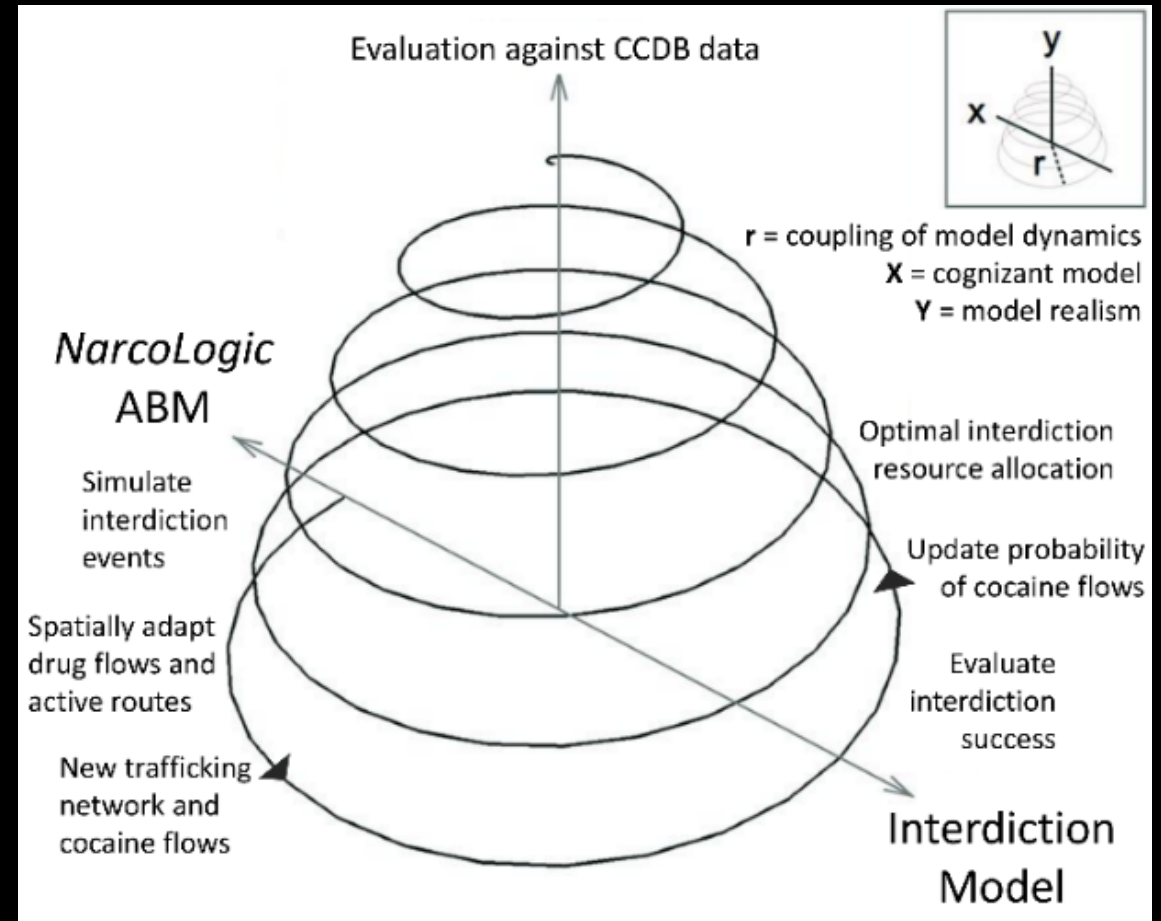 Evaluation against CCDB data
y
x
r
r = coupling of model dynamics
X = cognizant model
Y = model realism
NarcoLogic
ABM
Simulate
interdiction
events
Spatially adapt
drug flows and
active routes
New trafficking
network and
cocaine flows
Optimal interdiction
resource allocation
Update probability
of cocaine flows
Evaluate
interdiction
success
Interdiction
Model